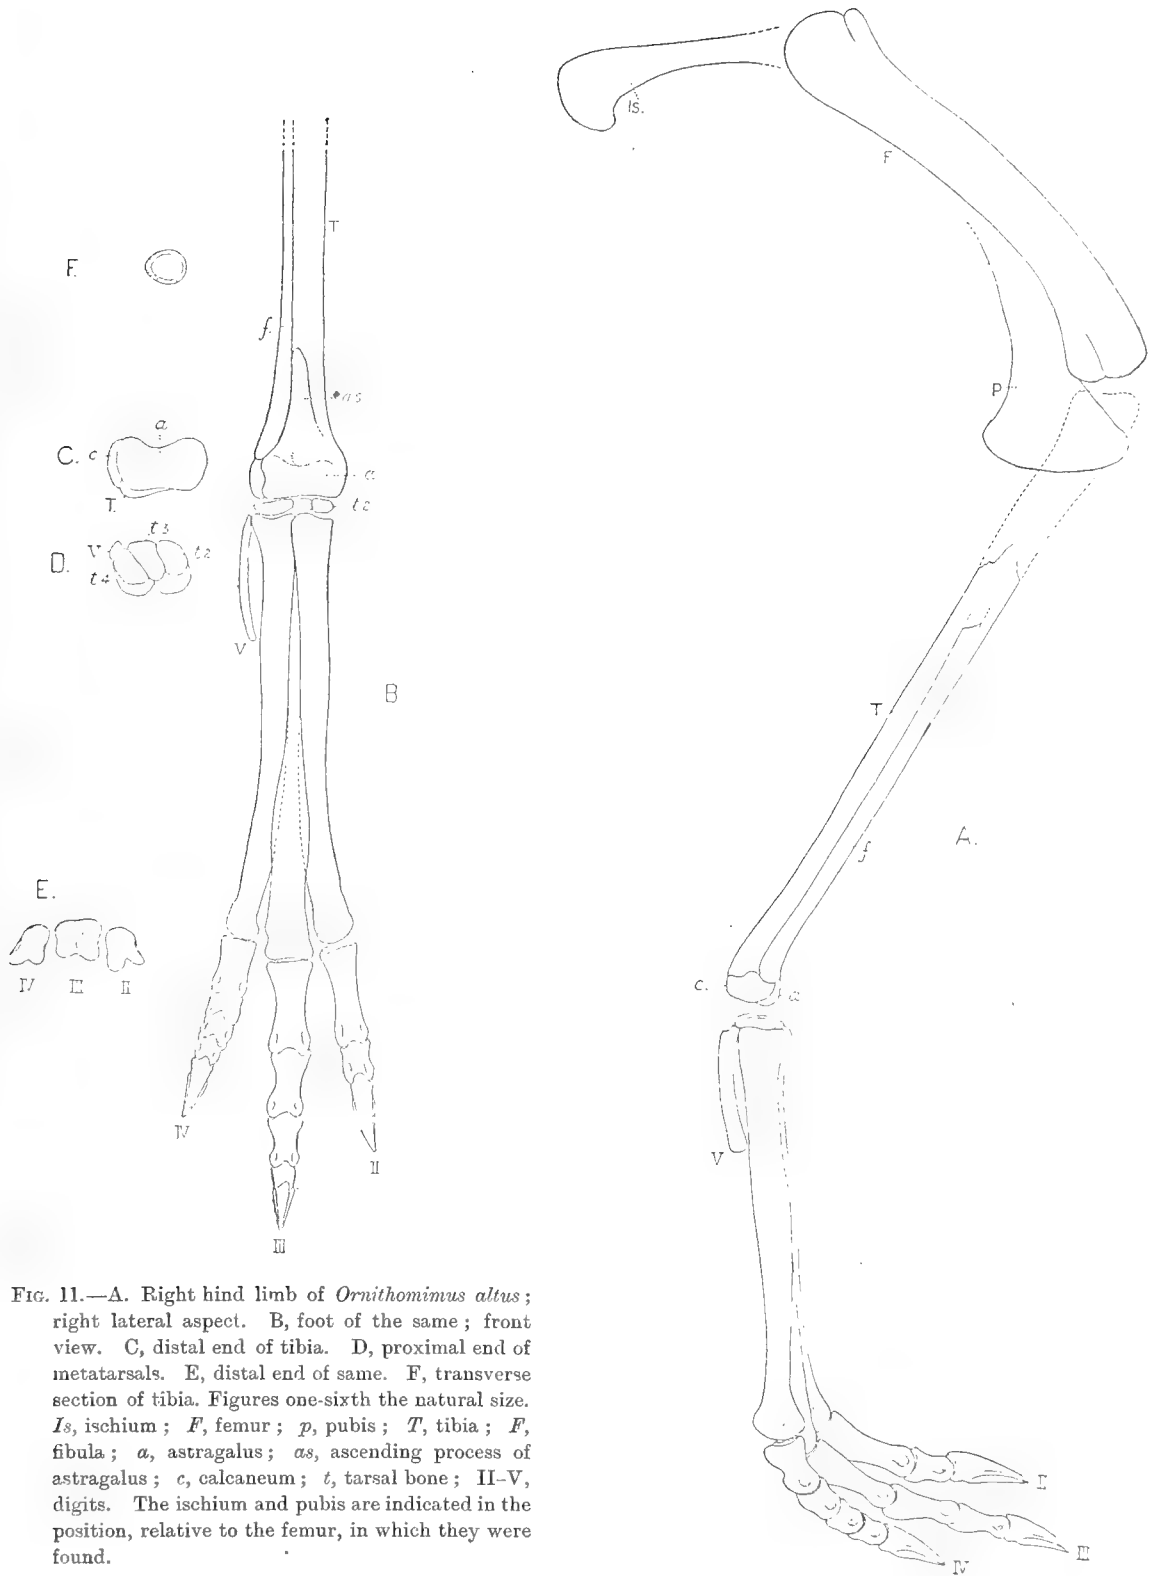 Is.
F
P
T
f
A.
c.
a
V
II
III
IV
F.
T
f
as
a
C.
c
a
T.
t2
t3
D.
V
t2
t4
V
B
E.
IV
III
II
IV
II
III
FIG. 11.—A. Right hind limb of Ornithomimus altus;
right lateral aspect. B, foot of the same; front
view. C, distal end of tibia. D, proximal end of
metatarsals. E, distal end of same. F, transverse
section of tibia. Figures one-sixth the natural size.
Is, ischium; F, femur; p, pubis; T, tibia; F,
fibula; a, astragalus; as, ascending process of
astragalus; c, calcaneum; t, tarsal bone; II–V,
digits. The ischium and pubis are indicated in the
position, relative to the femur, in which they were
found.